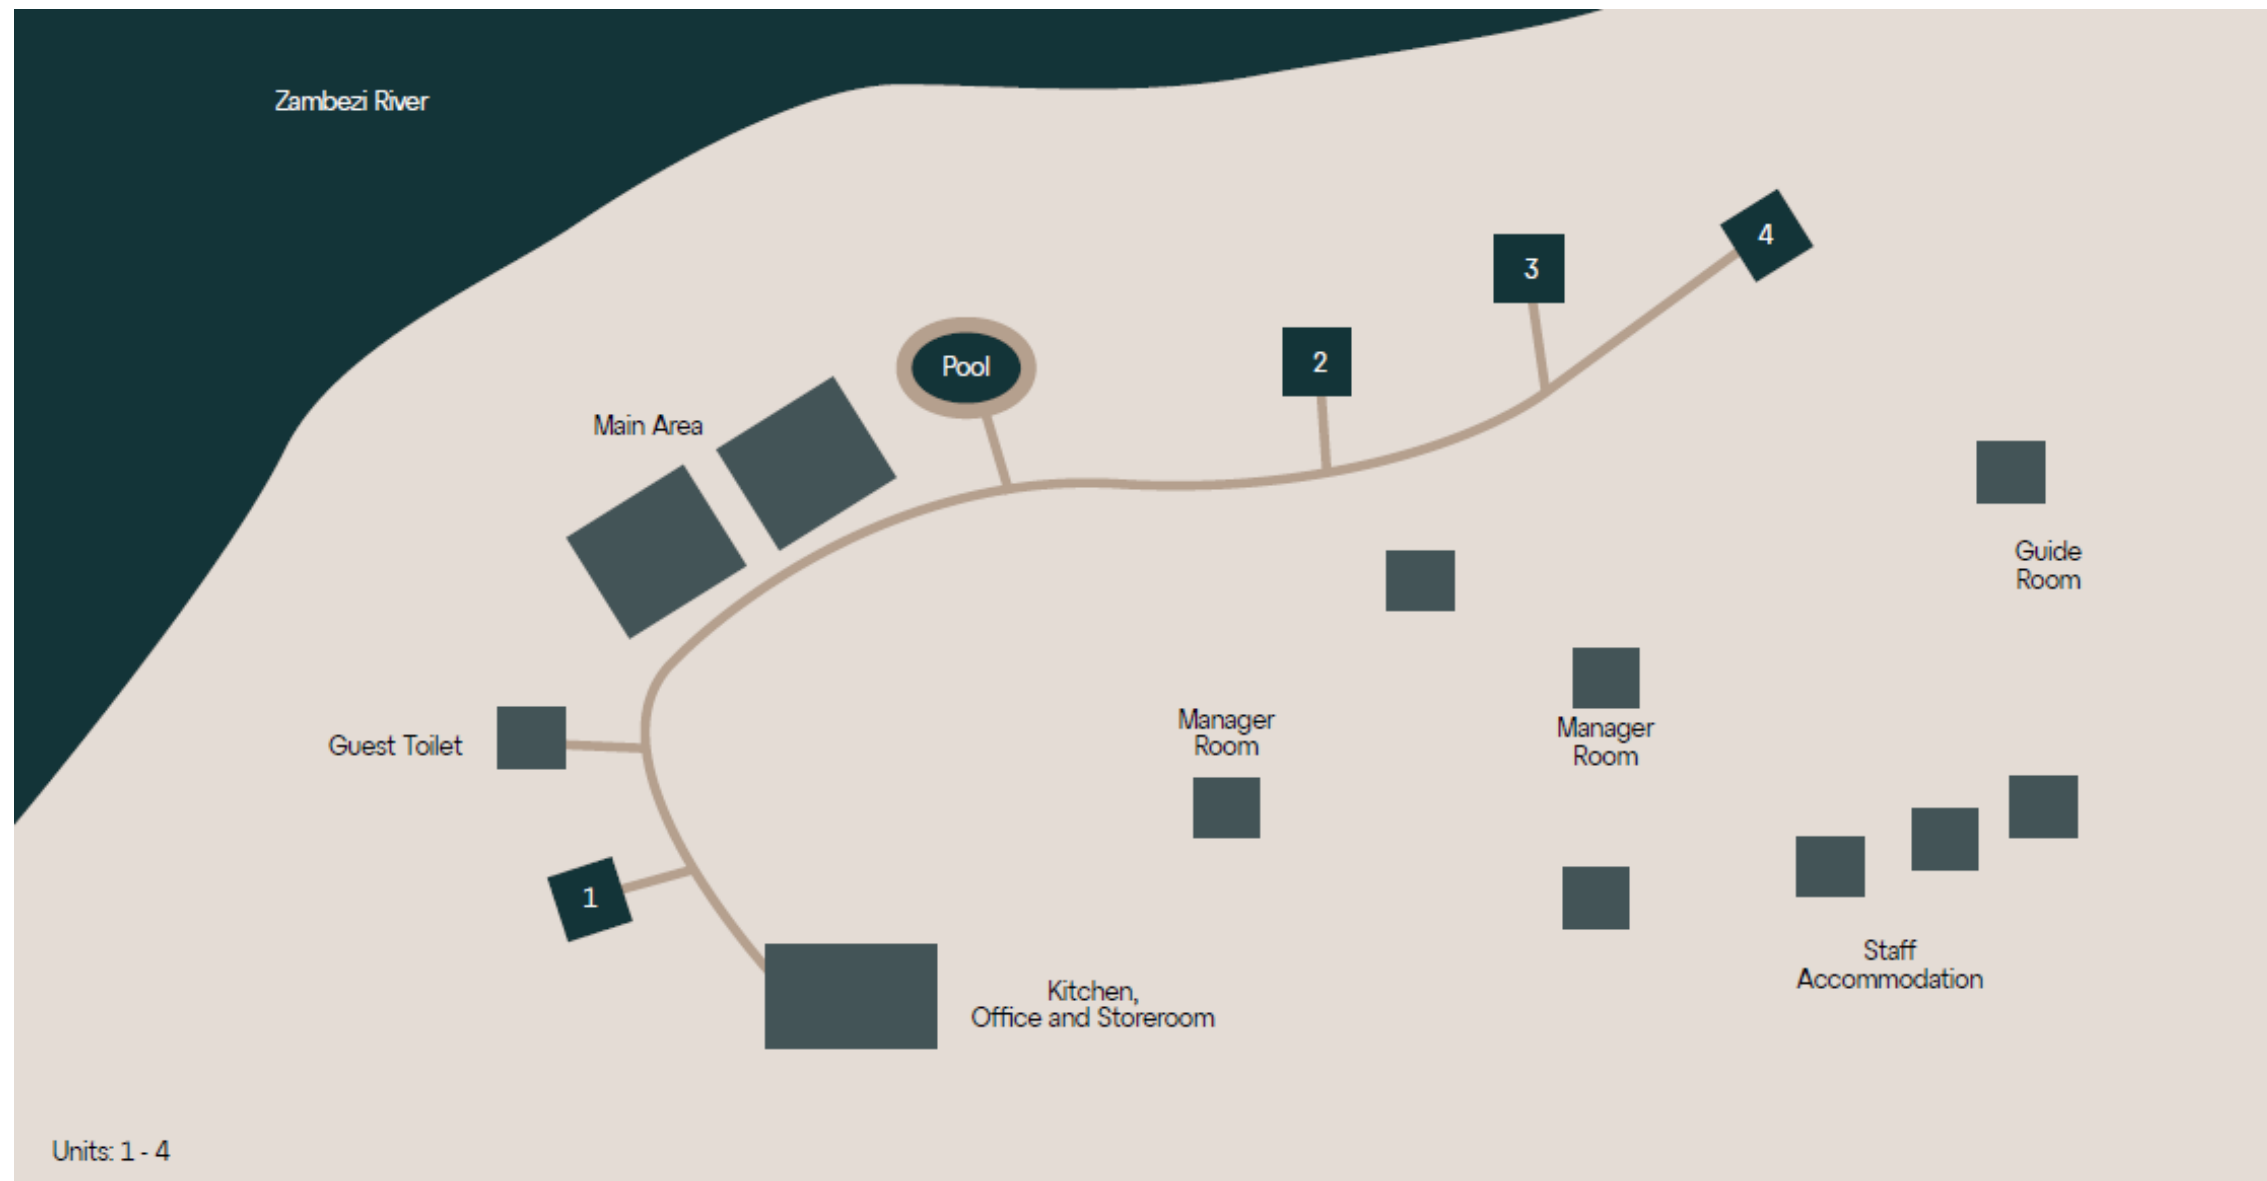 Zambezi River
4
3
2
Pool
Main Area
Guide
Room
Manager
Room
Manager
Room
Guest Toilet
1
Staff
Accommodation
Kitchen,
Office and Storeroom
Units: 1 - 4